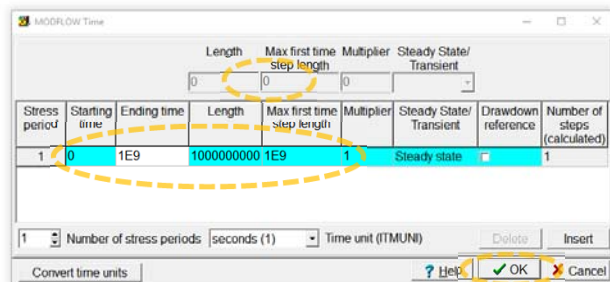 MODFLOW Time
Length Max first time step length Multiplier Steady State/ Transient
0 0 0
Stress period Starting time Ending time Length Max first time step length Multiplier Steady State/ Transient Drawdown reference Number of steps (calculated)
1 0 1E9 1000000000 1E9 1 Steady state 1
1 Number of stress periods seconds (1) Time unit (ITMUNI) Delete Insert
Convert time units ? Help OK Cancel